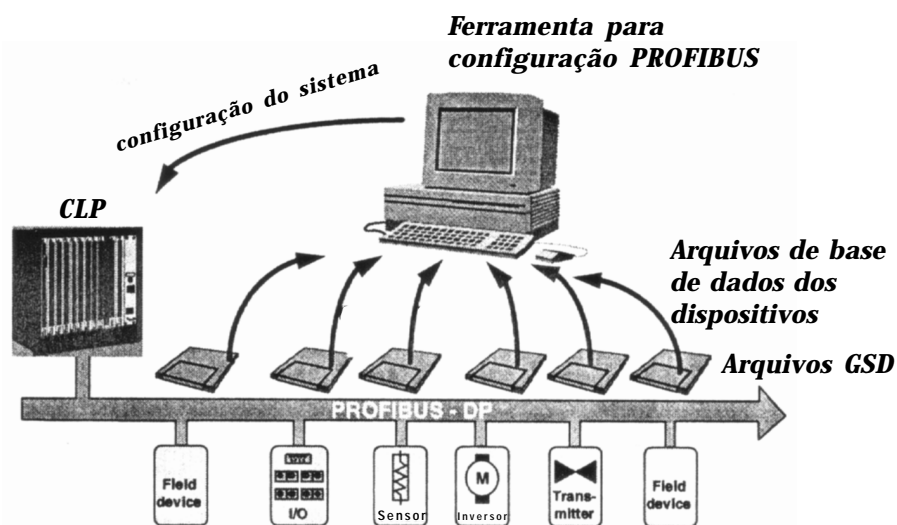 Ferramenta para
configuração PROFIBUS
configuração do sistema
CLP
Arquivos de base
de dados dos
dispositivos
Arquivos GSD
PROFIBUS - DP
Field
device
I/O
Sensor
M
Inversor
Trans-
mitter
Field
device